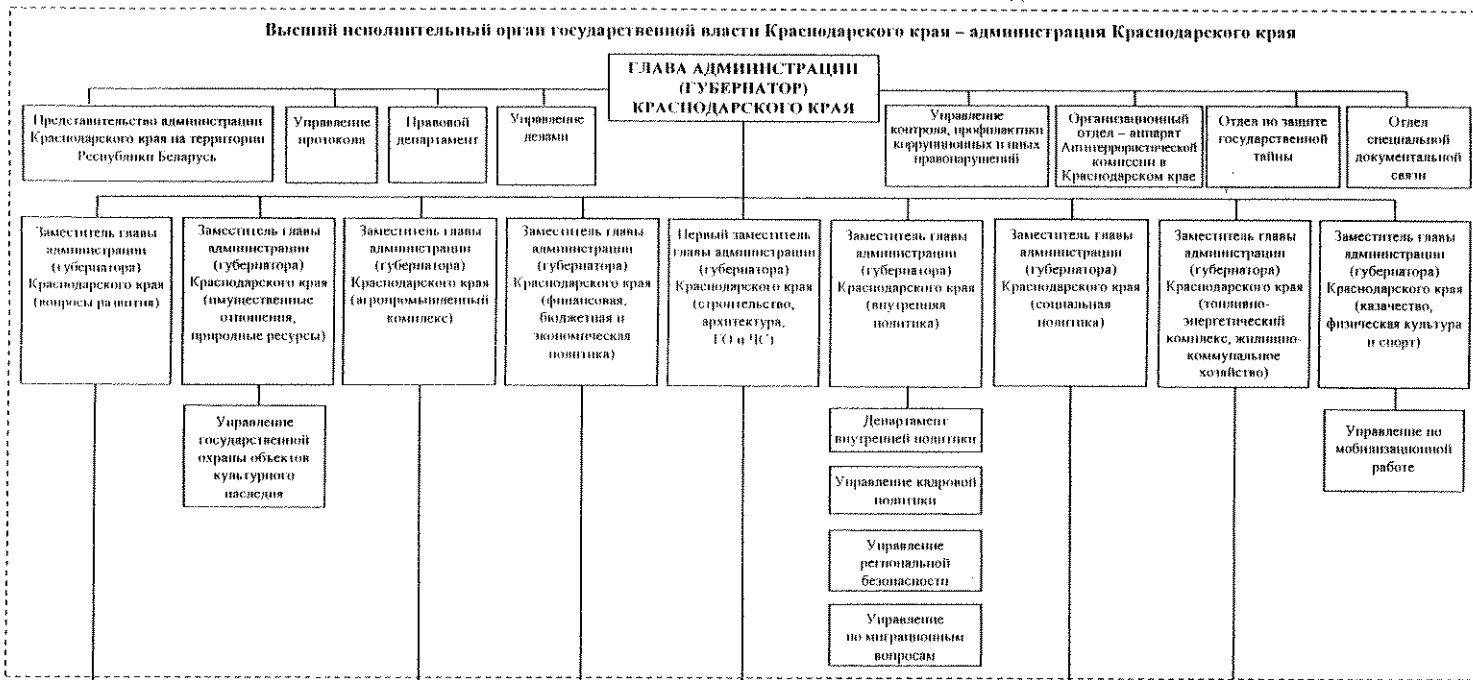 Высший исполнительный орган государственной власти Краснодарского края – администрация Краснодарского края
ГЛАВА АДМИНИСТРАЦИИ
(ГУБЕРНАТОР)
КРАСНОДАРСКОГО КРАЯ
Представительство администрации
Краснодарского края на территории
Республики Беларусь
Управление
протокола
Правовой
департамент
Управление
делами
Управление
контроля, профилактики
коррупционных и иных
правонарушений
Организационный
отдел – аппарат
Антитеррористической
комиссии в
Краснодарском крае
Отдел по защите
государственной
тайны
Отдел
специальной
документальной
связи
Заместитель главы
администрации
(губернатора)
Краснодарского края
(вопросы развития)
Заместитель главы
администрации
(губернатора)
Краснодарского края
(имущественные
отношения,
природные ресурсы)
Заместитель главы
администрации
(губернатора)
Краснодарского края
(агропромышленный
комплекс)
Заместитель главы
администрации
(губернатора)
Краснодарского края
(финансовая,
бюджетная и
экономическая
политика)
Первый заместитель
главы администрации
(губернатора)
Краснодарского края
(строительство,
архитектура,
ГО и ЧС)
Заместитель главы
администрации
(губернатора)
Краснодарского края
(внутренняя
политика)
Заместитель главы
администрации
(губернатора)
Краснодарского края
(социальная
политика)
Заместитель главы
администрации
(губернатора)
Краснодарского края
(топливно-
энергетический
комплекс, жилищно-
коммунальное
хозяйство)
Заместитель главы
администрации
(губернатора)
Краснодарского края
(казачество,
физическая культура
и спорт)
Управление
государственной
охраны объектов
культурного
наследия
Департамент
внутренней политики
Управление кадровой
политики
Управление
региональной
безопасности
Управление
по миграционным
вопросам
Управление по
мобилизационной
работе